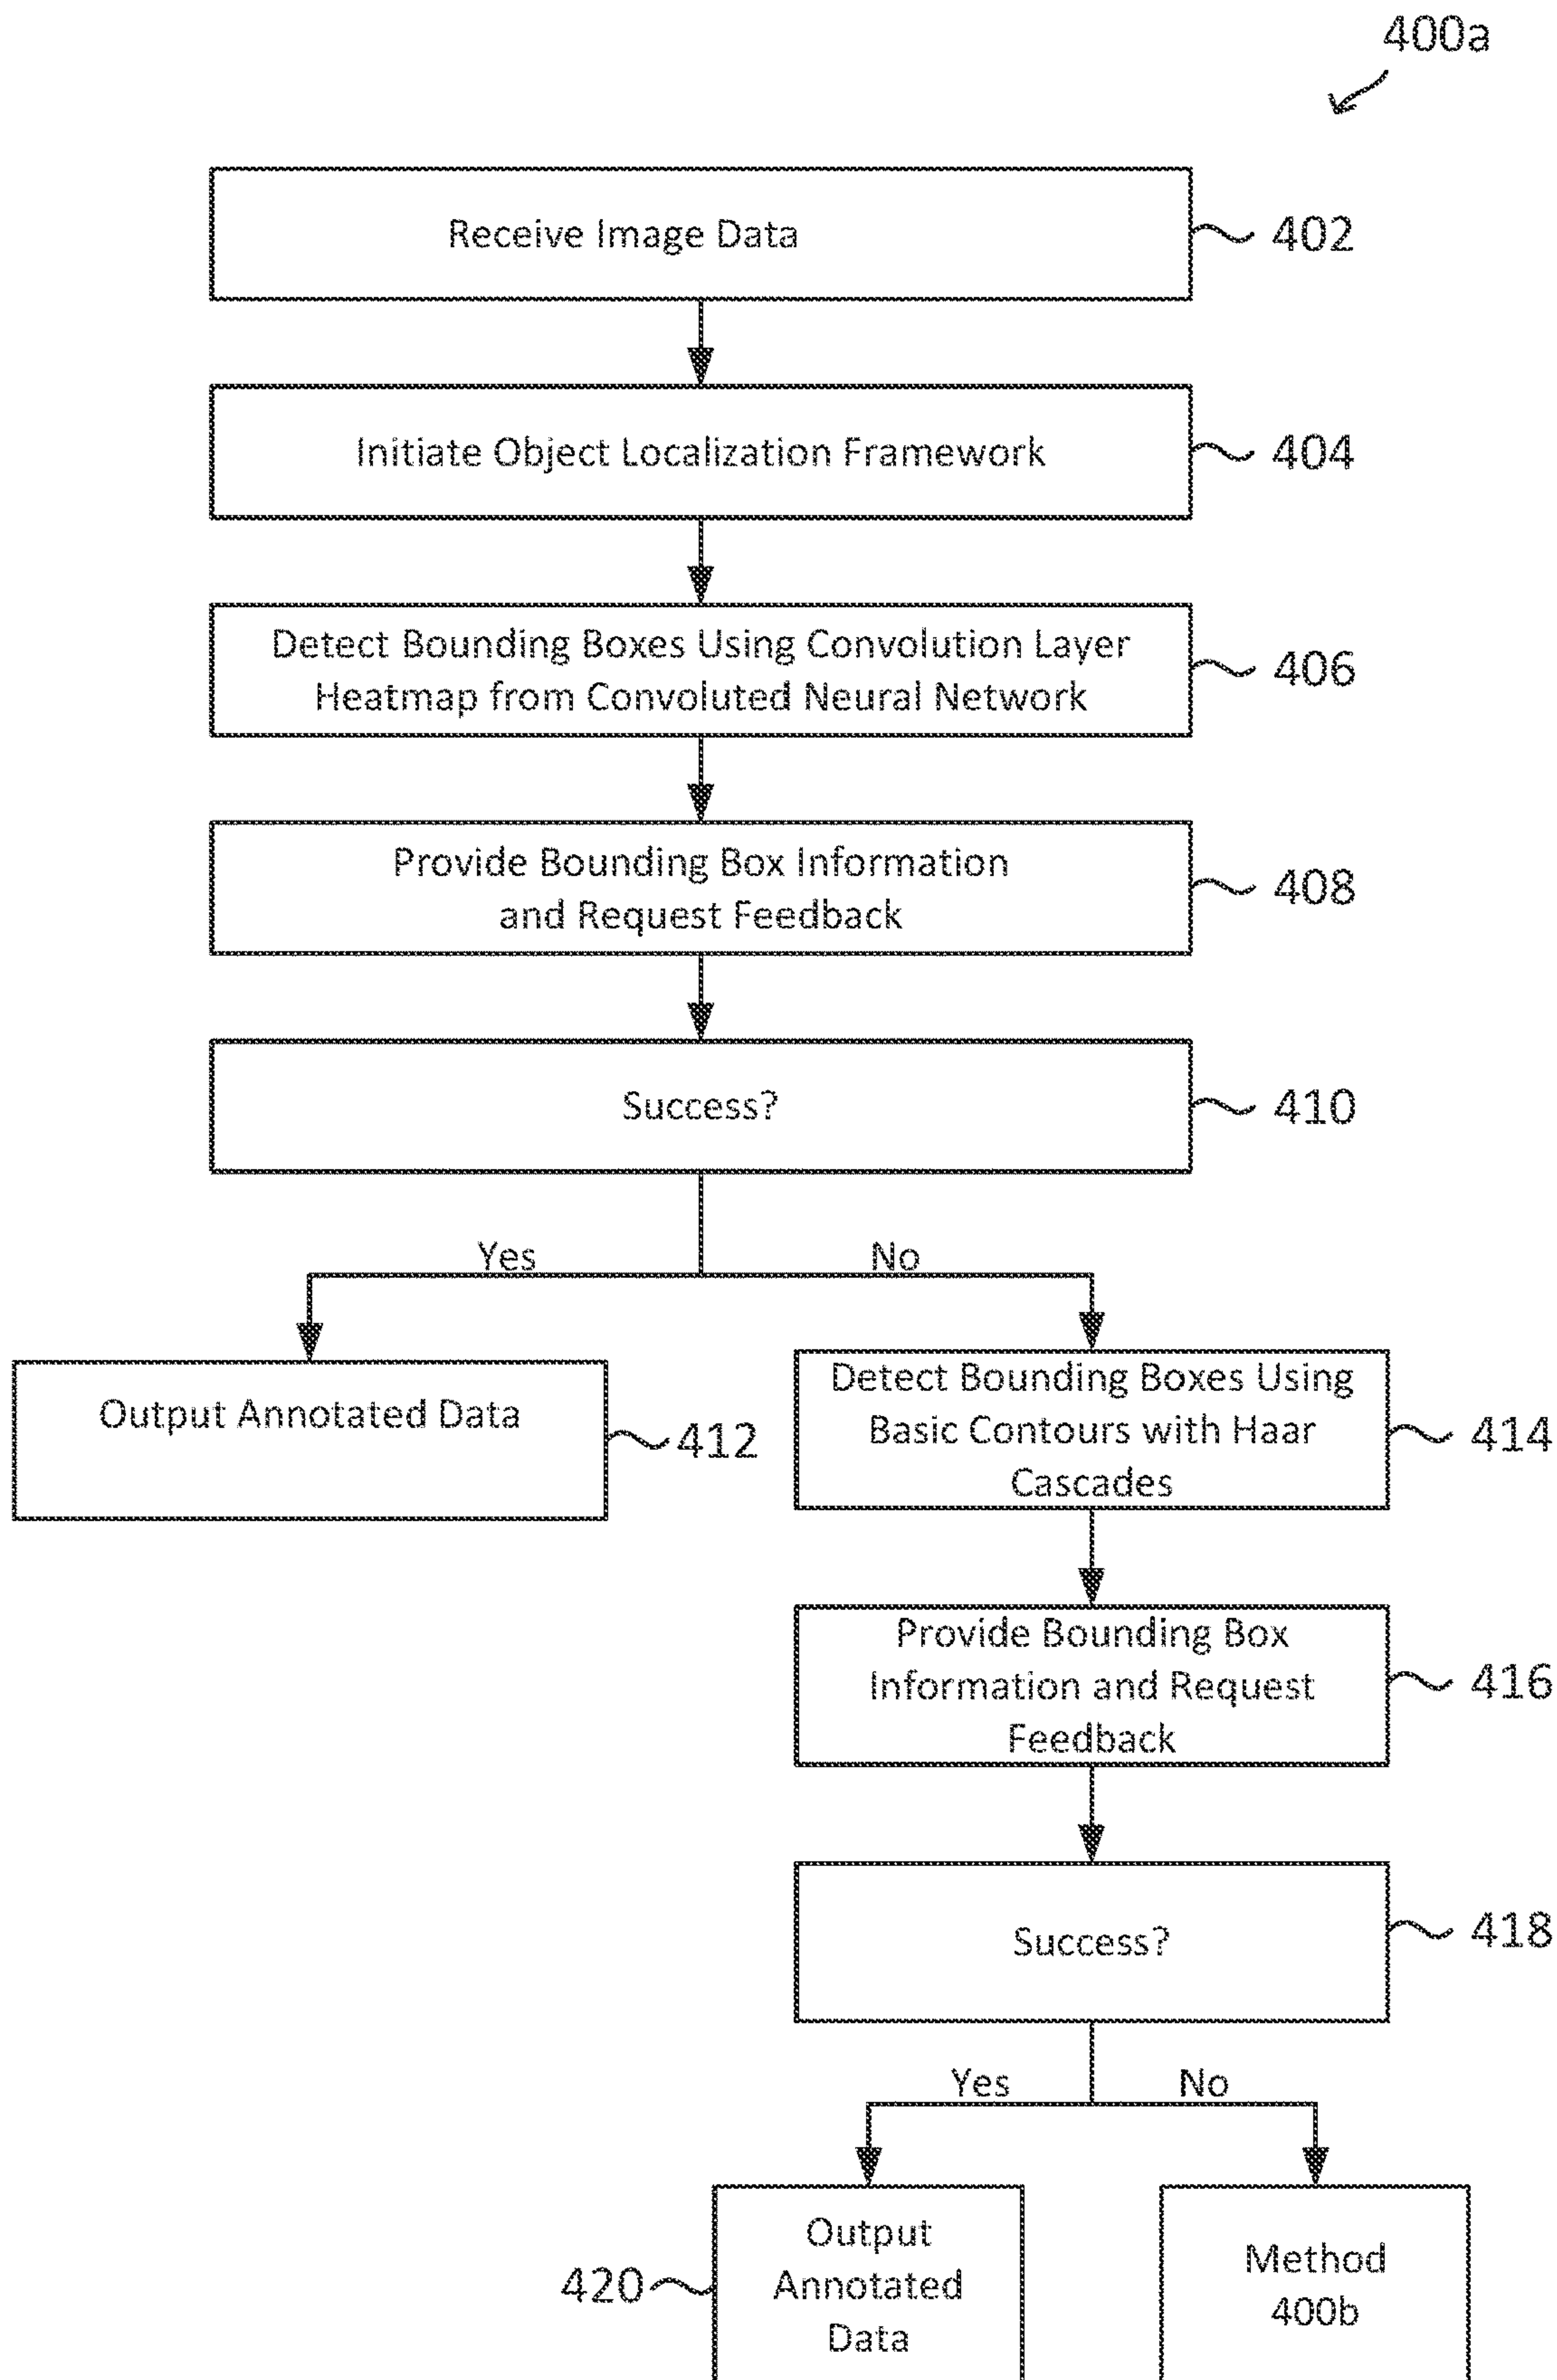 400a
Receive Image Data
402
Initiate Object Localization Framework
404
Detect Bounding Boxes Using Convolution Layer
Heatmap from Convoluted Neural Network
406
Provide Bounding Box Information
and Request Feedback
408
Success?
410
Yes
No
Output Annotated Data
412
Detect Bounding Boxes Using
Basic Contours with Haar
Cascades
414
Provide Bounding Box
Information and Request
Feedback
416
Success?
418
Yes
No
420
Output
Annotated
Data
Method
400b